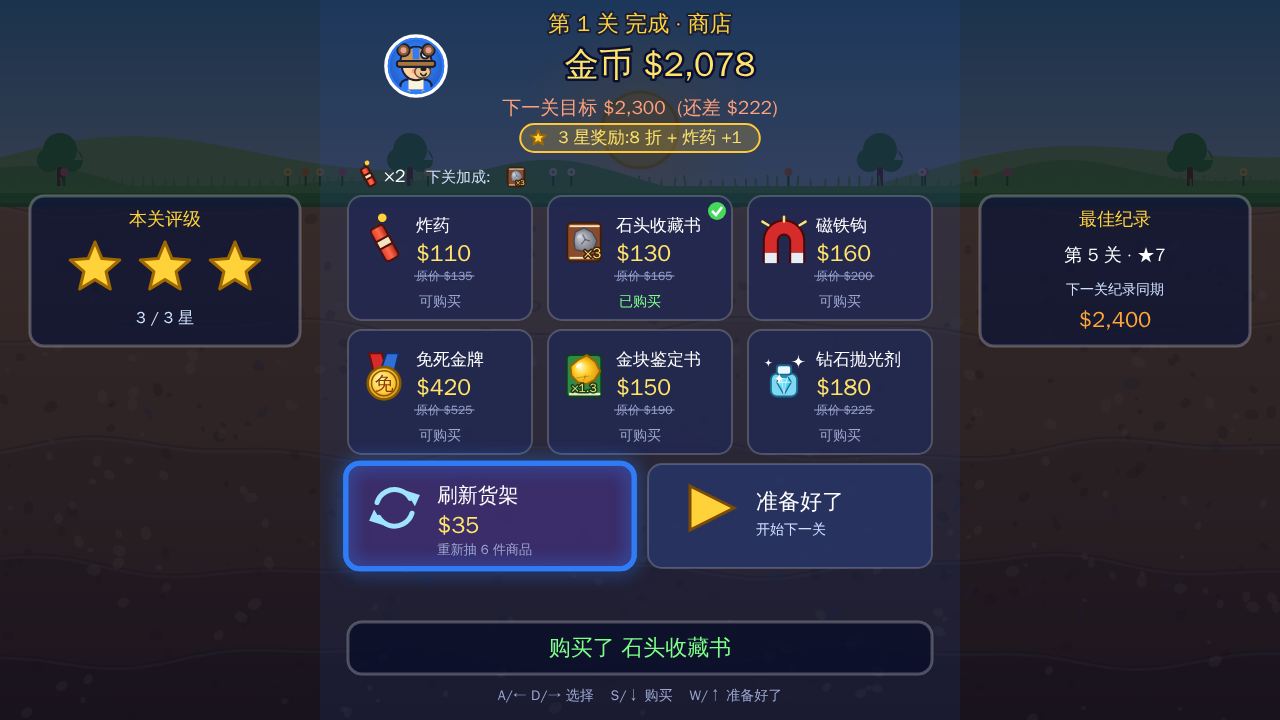 第 1 关 完成 · 商店
金币 $2,078
下一关目标 $2,300 (还差 $222)
3 星奖励:8 折 + 炸药 +1
×2 下关加成: ×3
本关评级
3 / 3 星
炸药
$110
原价 $135
可购买
×3
石头收藏书
$130
原价 $165
已购买
磁铁钩
$160
原价 $200
可购买
最佳纪录
第 5 关 · ★7
下一关纪录同期
$2,400
免
免死金牌
$420
原价 $525
可购买
×1.3
金块鉴定书
$150
原价 $190
可购买
钻石抛光剂
$180
原价 $225
可购买
刷新货架
$35
重新抽 6 件商品
准备好了
开始下一关
购买了 石头收藏书
A/← D/→ 选择 S/↓ 购买 W/↑ 准备好了